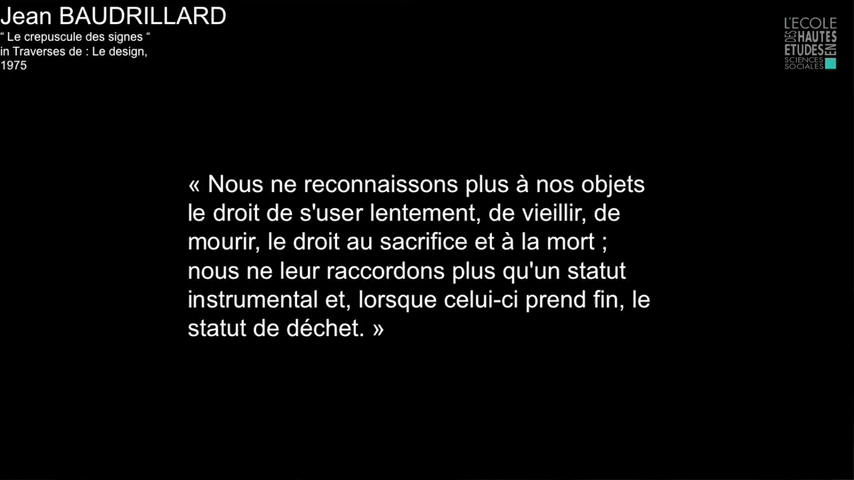 Jean BAUDRILLARD
“ Le crepuscule des signes “
in Traverses de : Le design,
1975
L'ECOLE
DES HAUTES
ETUDES EN
SCIENCES
SOCIALES
« Nous ne reconnaissons plus à nos objets
le droit de s'user lentement, de vieillir, de
mourir, le droit au sacrifice et à la mort ;
nous ne leur raccordons plus qu'un statut
instrumental et, lorsque celui-ci prend fin, le
statut de déchet. »